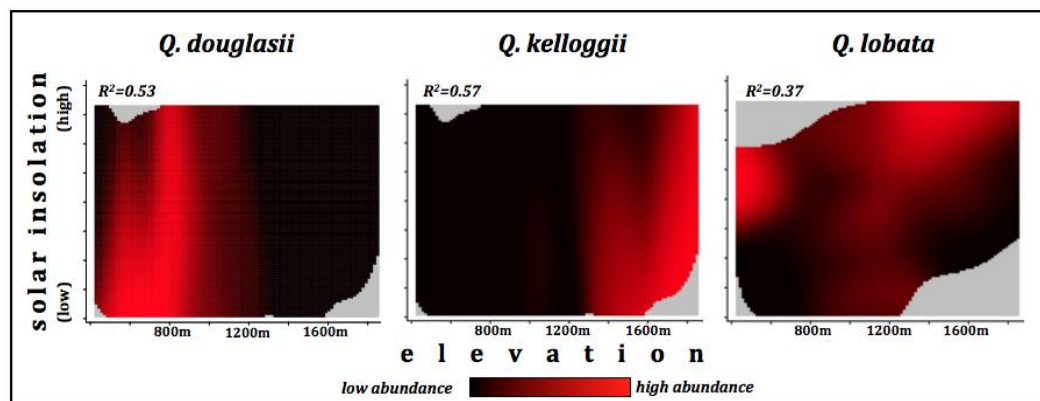 Q. douglasii Q. kelloggii Q. lobata
R²=0.53 R²=0.57 R²=0.37
solar insolation
(low) (high)
800m 1200m 1600m 800m 1200m 1600m 800m 1200m 1600m
elevation
low abundance high abundance